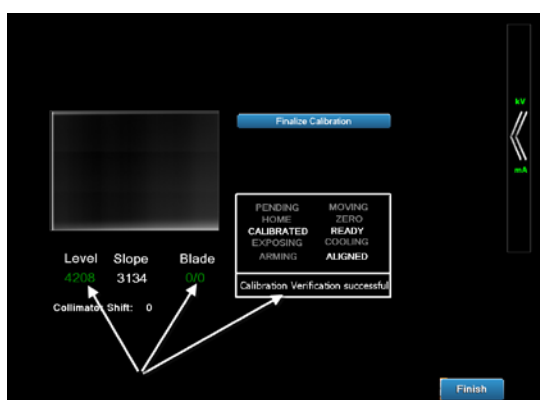 kV
mA
Finalize Calibration
PENDING MOVING
HOME ZERO
CALIBRATED READY
EXPOSING COOLING
ARMING ALIGNED
Calibration Verification successful
Level Slope Blade
4208 3134 0/0
Collimator Shift: 0
Finish